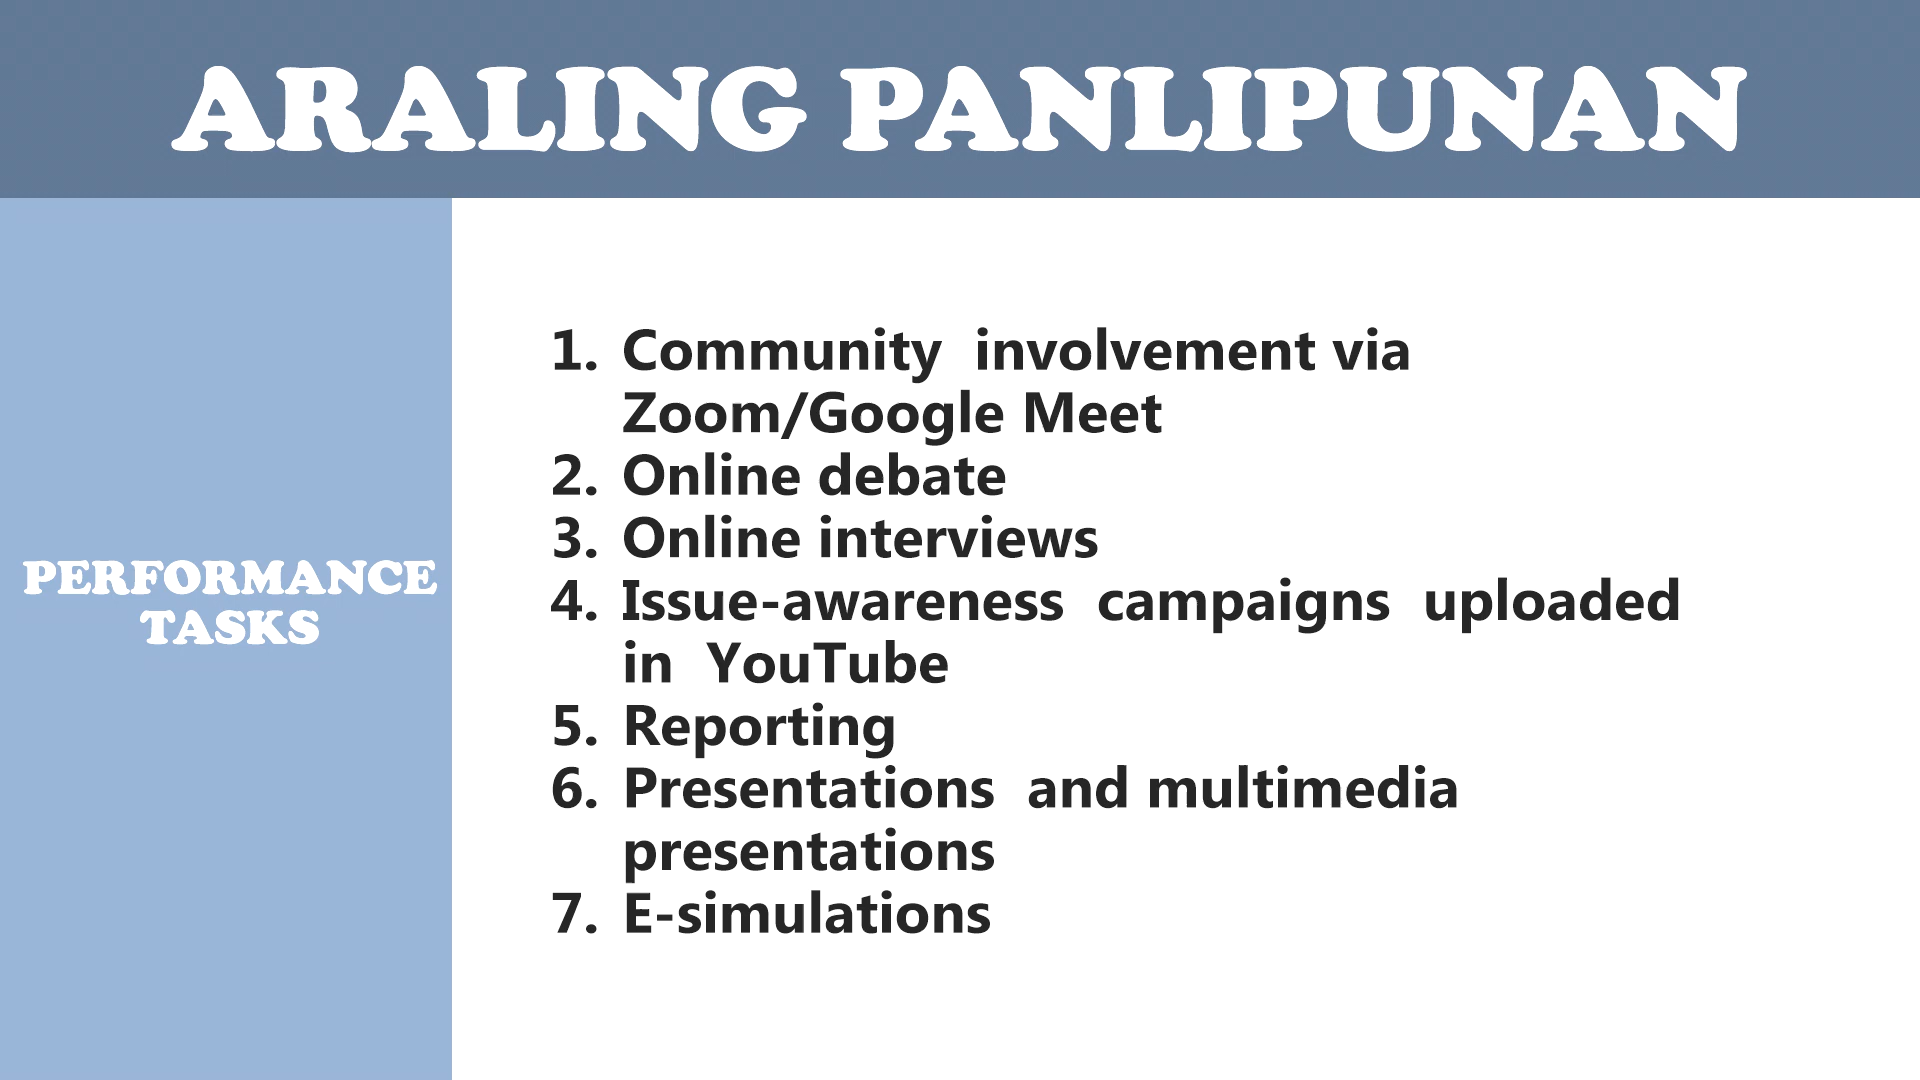 ARALING PANLIPUNAN
PERFORMANCE
TASKS
1. Community involvement via
Zoom/Google Meet
2. Online debate
3. Online interviews
4. Issue-awareness campaigns uploaded
in YouTube
5. Reporting
6. Presentations and multimedia
presentations
7. E-simulations